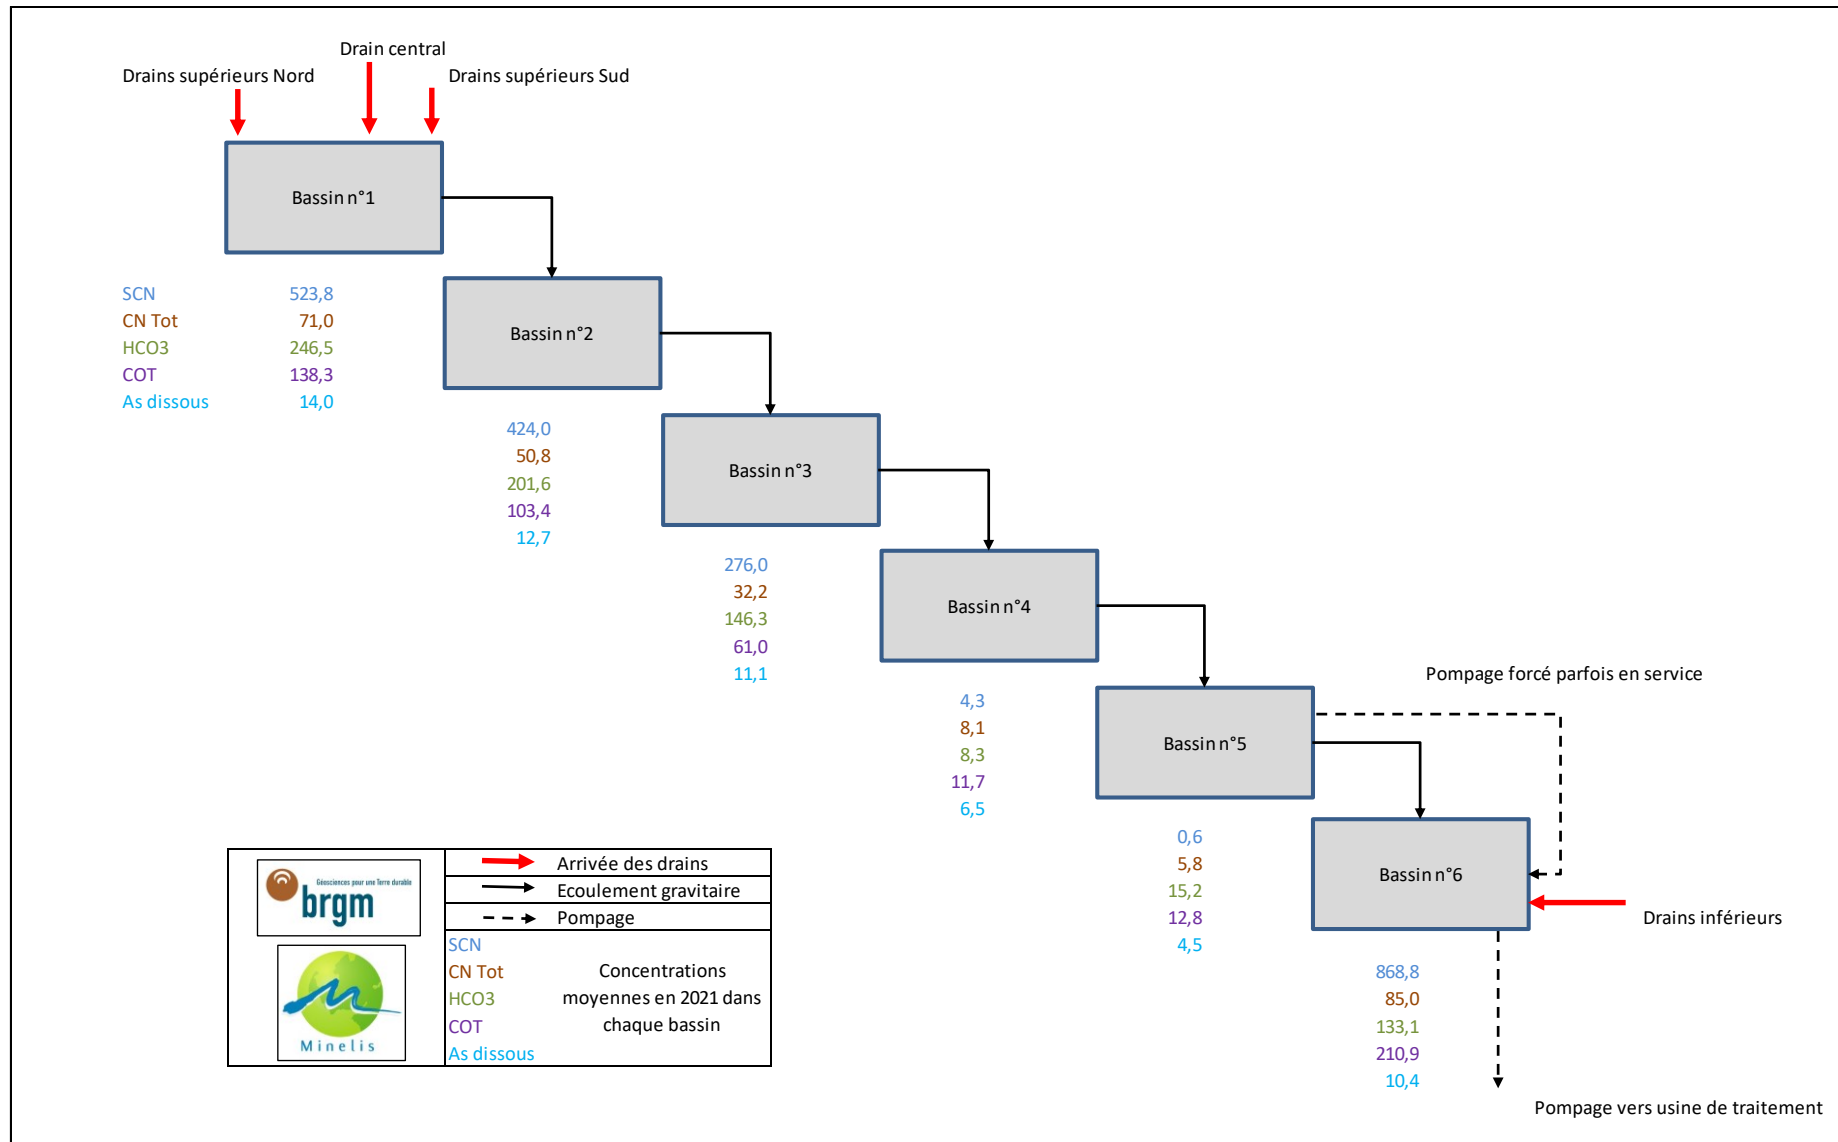 Drain central
Drains supérieurs Nord
Drains supérieurs Sud
Bassin n°1
SCN 523,8
CN Tot 71,0
HCO3 246,5
COT 138,3
As dissous 14,0
Bassin n°2
424,0
50,8
201,6
103,4
12,7
Bassin n°3
276,0
32,2
146,3
61,0
11,1
Bassin n°4
4,3
8,1
8,3
11,7
6,5
Pompage forcé parfois en service
Bassin n°5
0,6
5,8
15,2
12,8
4,5
Bassin n°6
Drains inférieurs
868,8
85,0
133,1
210,9
10,4
Pompage vers usine de traitement
Géosciences pour une Terre durable
brgm
Minelis
Arrivée des drains
Ecoulement gravitaire
Pompage
SCN
CN Tot
HCO3
COT
As dissous
Concentrations
moyennes en 2021 dans
chaque bassin